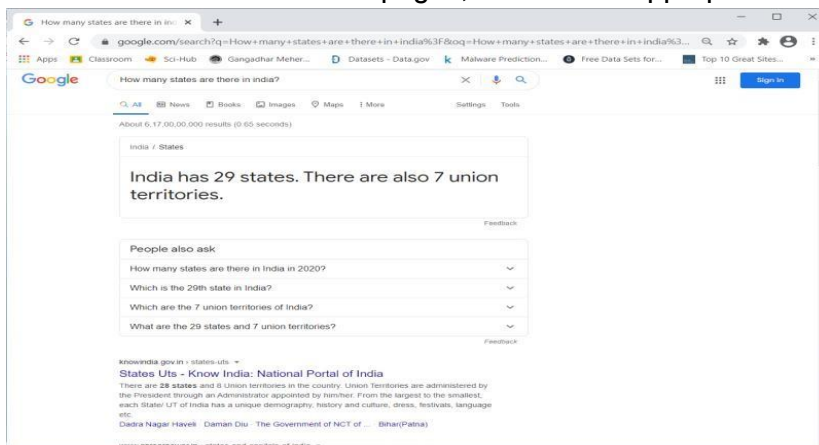 G How many states are there in ind × +
google.com/search?q=How+many+states+are+there+in+india%3F&oq=How+many+states+are+there+in+india%3...
Apps Classroom Sci-Hub Gangadhar Meher... Datasets - Data.gov Malware Prediction... Free Data Sets for... Top 10 Great Sites... »
Google How many states are there in india? Sign in
All News Books Images Maps More Settings Tools
About 6,17,00,00,000 results (0.65 seconds)
India / States
India has 29 states. There are also 7 union
territories.
Feedback
People also ask
How many states are there in India in 2020?
Which is the 29th state in India?
Which are the 7 union territories of India?
What are the 29 states and 7 union territories?
Feedback
knowindia.gov.in › states-uts
States Uts - Know India: National Portal of India
There are 28 states and 8 Union territories in the country. Union Territories are administered by
the President through an Administrator appointed by him/her. From the largest to the smallest,
each State/ UT of India has a unique demography, history and culture, dress, festivals, language
etc.
Dadra Nagar Haveli · Daman Diu · The Government of NCT of ... · Bihar(Patna)